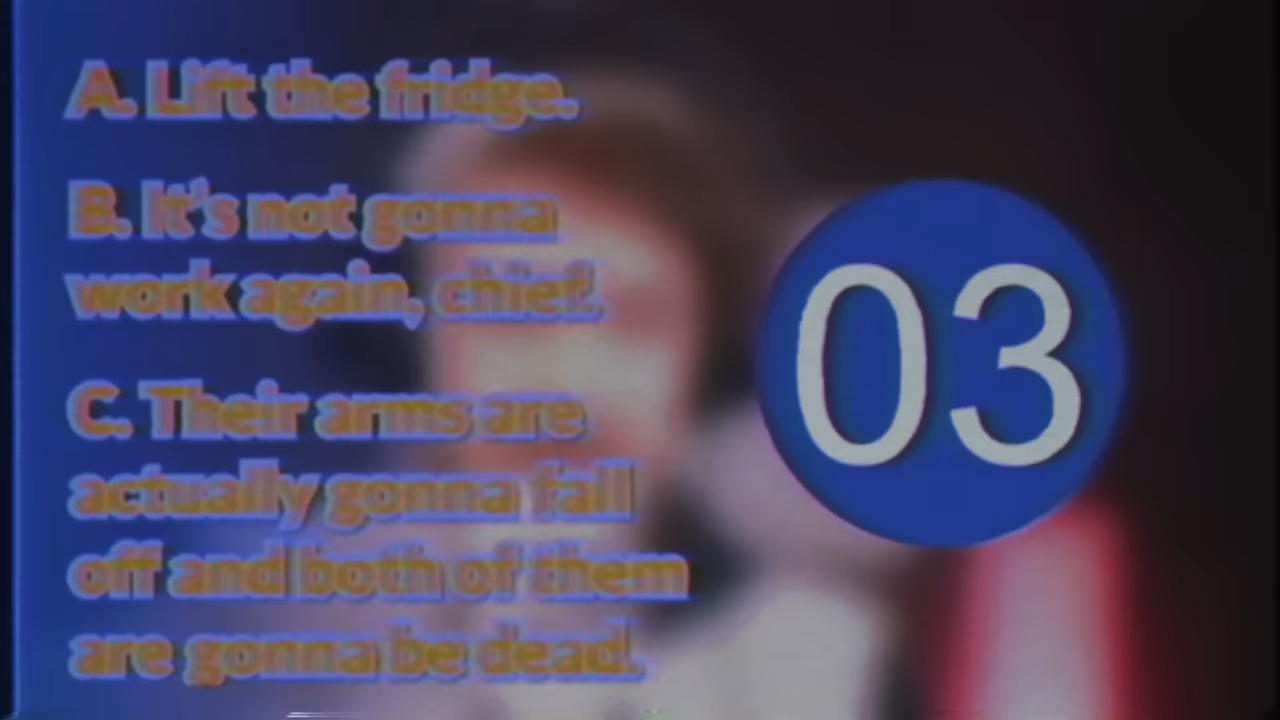 A. Lift the fridge.
B. It's not gonna
work again, chief.
C. Their arms are
actually gonna fall
off and both of them
are gonna be dead.
03